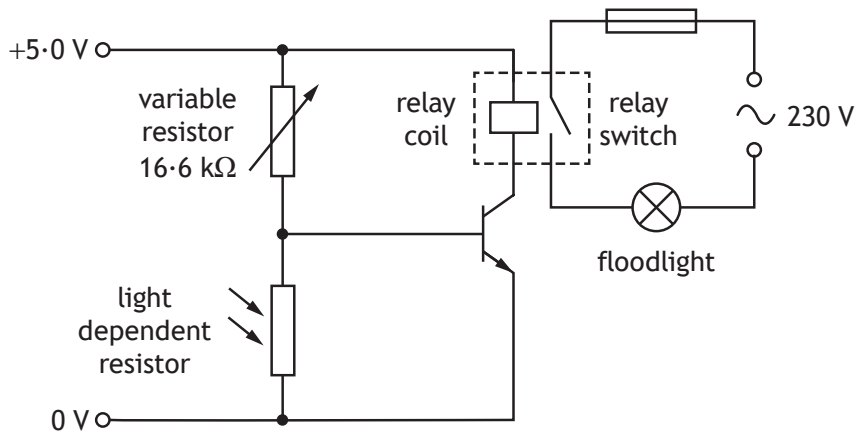 +5·0 V
variable
resistor
16·6 kΩ
relay
coil
relay
switch
230 V
floodlight
light
dependent
resistor
0 V